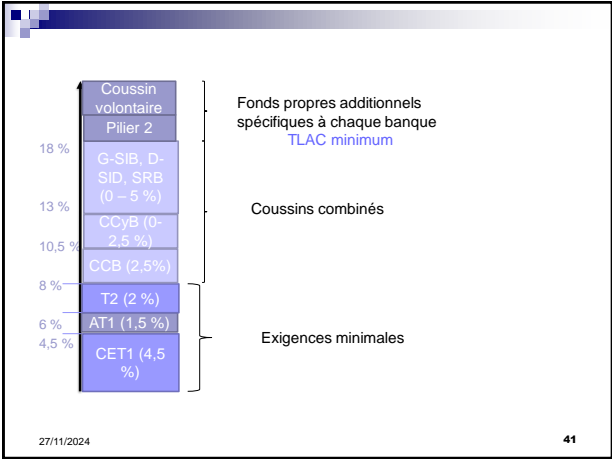 Coussin
volontaire
Pilier 2
Fonds propres additionnels
spécifiques à chaque banque
TLAC minimum
18 %
G-SIB, D-
SID, SRB
(0 – 5 %)
13 %
CCyB (0-
2,5 %)
Coussins combinés
10,5 %
CCB (2,5%)
8 %
T2 (2 %)
6 %
AT1 (1,5 %)
4,5 %
CET1 (4,5
%)
Exigences minimales
27/11/2024
41